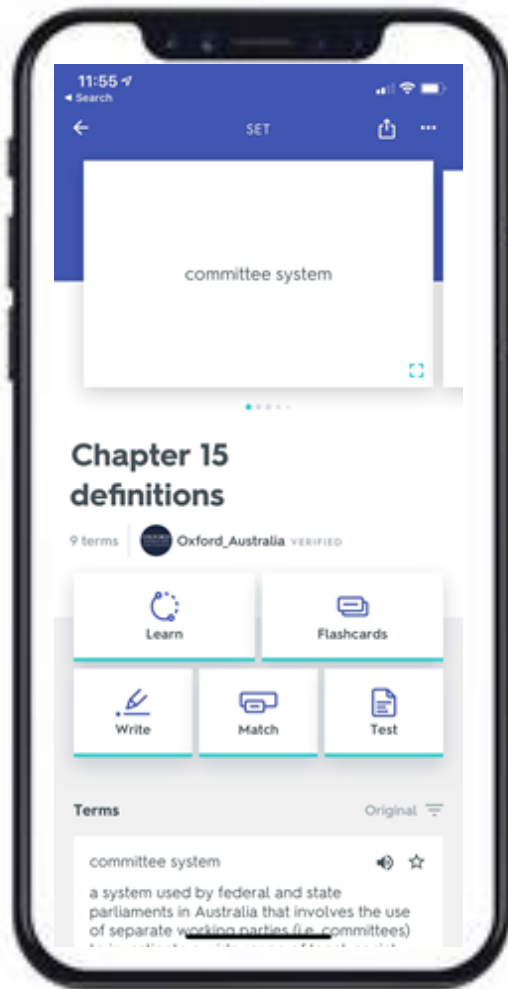 11:55
◀ Search
SET
committee system
Chapter 15
definitions
9 terms
Oxford_Australia VERIFIED
Learn
Flashcards
Write
Match
Test
Terms
Original
committee system
a system used by federal and state
parliaments in Australia that involves the use
of separate working parties (i.e. committees)